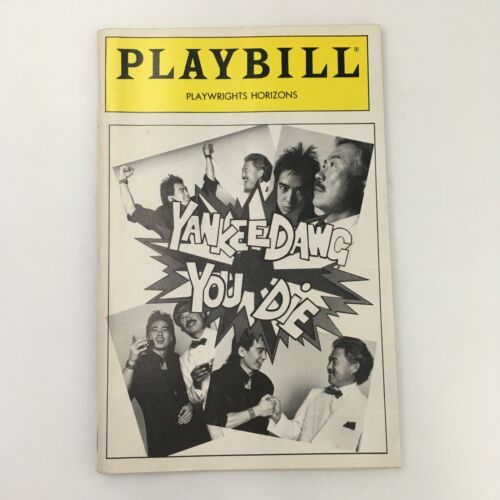 PLAYBILL®
PLAYWRIGHTS HORIZONS
YANKEE DAWG
YOU DIE